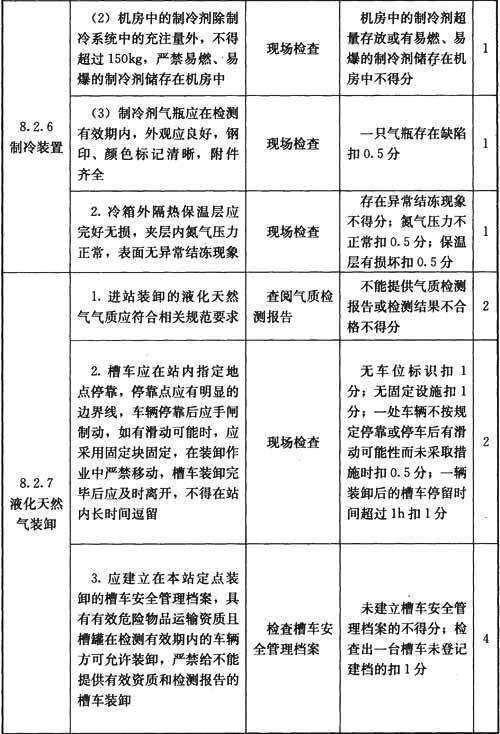 （2）机房中的制冷剂除制
冷系统中的充注量外，不得
超过150kg，严禁易燃、易
爆的制冷剂储存在机房中
现场检查
机房中的制冷剂超
量存放或有易燃、易
爆的制冷剂储存在机
房中不得分
1
8.2.6
制冷装置
（3）制冷剂气瓶应在检测
有效期内，外观应良好，钢
印、颜色标记清晰，附件
齐全
现场检查
一只气瓶存在缺陷
扣0.5分
1
2. 冷箱外隔热保温层应
完好无损，夹层内氮气压力
正常，表面无异常结冻现象
现场检查
存在异常结冻现象
不得分；氮气压力不
正常扣0.5分；保温
层有损坏扣0.5分
1
8.2.7
液化天然
气装卸
1. 进站装卸的液化天然
气气质应符合相关规范要求
查阅气质检
测报告
不能提供气质检测
报告或检测结果不合
格不得分
2
2. 槽车应在站内指定地
点停靠，停靠点应有明显的
边界线，车辆停靠后应手闸
制动，如有滑动可能时，应
采用固定块固定，在装卸作
业中严禁移动，槽车装卸完
毕后应及时离开，不得在站
内长时间逗留
现场检查
无车位标识扣1
分；无固定设施扣1
分；一处车辆不按规
定停靠或停车后有滑
动可能性而未采取措
施时扣0.5分；一辆
装卸后的槽车停留时
间超过1h扣1分
2
3. 应建立在本站定点装
卸的槽车安全管理档案，具
有有效危险物品运输资质且
槽罐在检测有效期内的车辆
方可允许装卸，严禁给不能
提供有效资质和检测报告的
槽车装卸
检查槽车安
全管理档案
未建立槽车安全管
理档案的不得分；检
查出一台槽车未登记
建档的扣1分
4